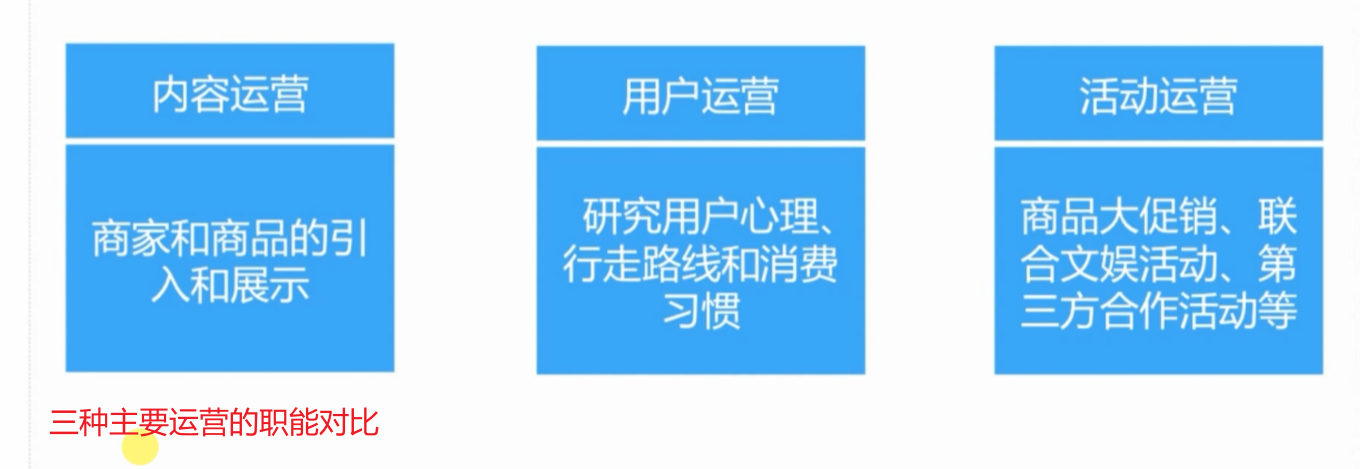 内容运营
商家和商品的引
入和展示
用户运营
研究用户心理、
行走路线和消费
习惯
活动运营
商品大促销、联
合文娱活动、第
三方合作活动等
三种主要运营的职能对比